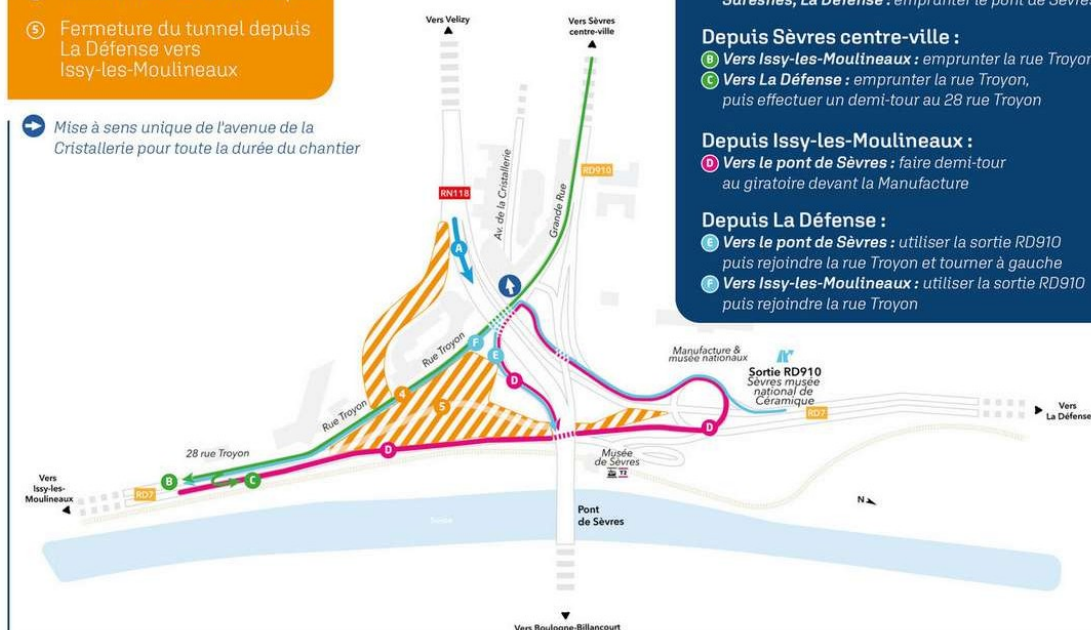 5 Fermeture du tunnel depuis
La Défense vers
Issy-les-Moulineaux
Mise à sens unique de l'avenue de la
Cristallerie pour toute la durée du chantier
Suresnes, La Défense : emprunter le pont de Sèvres
Depuis Sèvres centre-ville :
B Vers Issy-les-Moulineaux : emprunter la rue Troyon
C Vers La Défense : emprunter la rue Troyon,
puis effectuer un demi-tour au 28 rue Troyon
Depuis Issy-les-Moulineaux :
D Vers le pont de Sèvres : faire demi-tour
au giratoire devant la Manufacture
Depuis La Défense :
E Vers le pont de Sèvres : utiliser la sortie RD910
puis rejoindre la rue Troyon et tourner à gauche
F Vers Issy-les-Moulineaux : utiliser la sortie RD910
puis rejoindre la rue Troyon
Vers Velizy
Vers Sèvres
centre-ville
RN118
Av. de la Cristallerie
Grande Rue
RD910
A
Rue Troyon
F
E
D
4
5
Rue Troyon
Manufacture &
musée nationaux
Sortie RD910
Sèvres musée
national de
Céramique
RD7
Vers
La Défense
D
D
28 rue Troyon
B
C
Vers
Issy-les-
Moulineaux
RD7
Musée
de Sèvres
T2
N
Pont
de Sèvres
Seine
Vers Boulogne-Billancourt